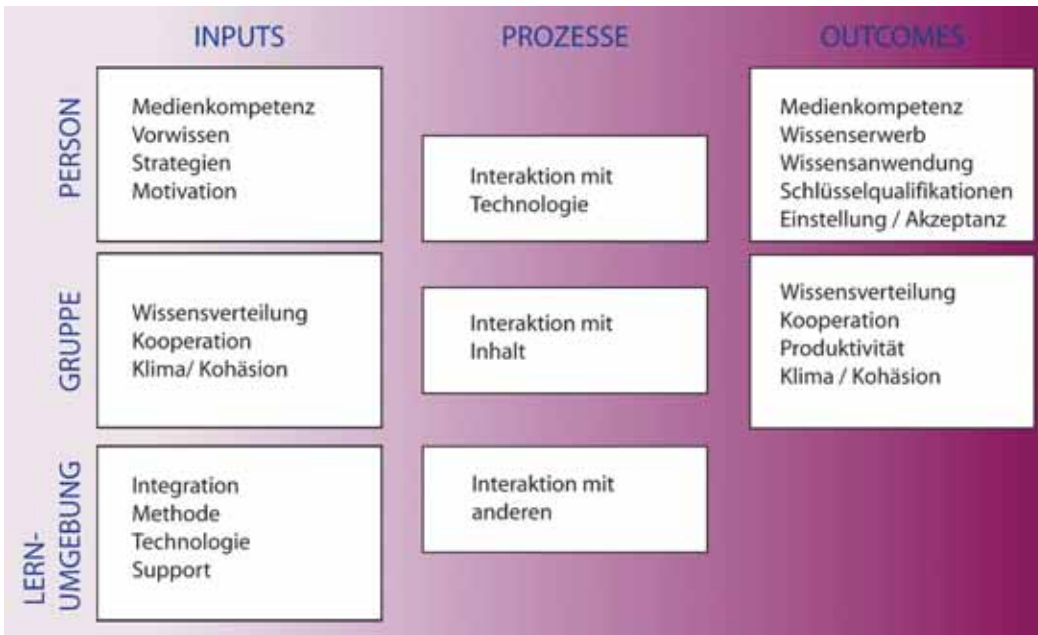 INPUTS
PROZESSE
OUTCOMES
PERSON
Medienkompetenz
Vorwissen
Strategien
Motivation
Interaktion mit
Technologie
Medienkompetenz
Wissenserwerb
Wissensanwendung
Schlüsselqualifikationen
Einstellung / Akzeptanz
GRUPPE
Wissensverteilung
Kooperation
Klima/ Kohäsion
Interaktion mit
Inhalt
Wissensverteilung
Kooperation
Produktivität
Klima / Kohäsion
LERN-
UMGEBUNG
Integration
Methode
Technologie
Support
Interaktion mit
anderen